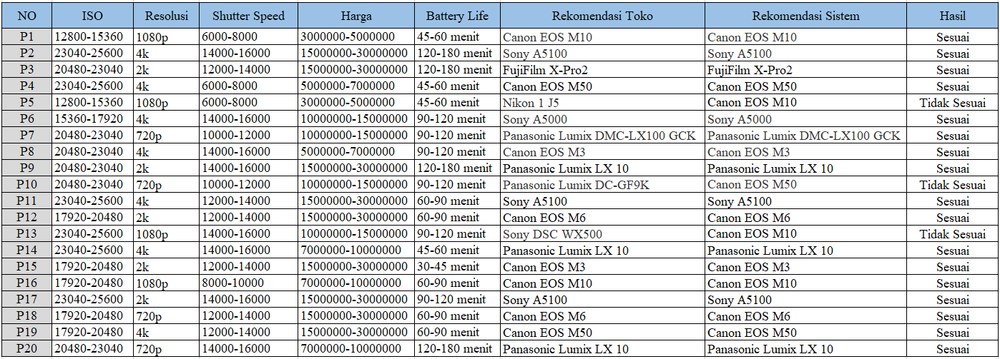 NO ISO Resolusi Shutter Speed Harga Battery Life Rekomendasi Toko Rekomendasi Sistem Hasil
P1 12800-15360 1080p 6000-8000 3000000-5000000 45-60 menit Canon EOS M10 Canon EOS M10 Sesuai
P2 23040-25600 4k 14000-16000 15000000-30000000 120-180 menit Sony A5100 Sony A5100 Sesuai
P3 20480-23040 2k 12000-14000 15000000-30000000 120-180 menit FujiFilm X-Pro2 FujiFilm X-Pro2 Sesuai
P4 23040-25600 4k 6000-8000 5000000-7000000 45-60 menit Canon EOS M50 Canon EOS M50 Sesuai
P5 12800-15360 1080p 6000-8000 3000000-5000000 45-60 menit Nikon 1 J5 Canon EOS M10 Tidak Sesuai
P6 15360-17920 4k 14000-16000 10000000-15000000 90-120 menit Sony A5000 Sony A5000 Sesuai
P7 20480-23040 720p 10000-12000 10000000-15000000 90-120 menit Panasonic Lumix DMC-LX100 GCK Panasonic Lumix DMC-LX100 GCK Sesuai
P8 20480-23040 4k 14000-16000 5000000-7000000 90-120 menit Canon EOS M3 Canon EOS M3 Sesuai
P9 20480-23040 2k 14000-16000 15000000-30000000 120-180 menit Panasonic Lumix LX 10 Panasonic Lumix LX 10 Sesuai
P10 20480-23040 720p 10000-12000 10000000-15000000 90-120 menit Panasonic Lumix DC-GF9K Canon EOS M50 Tidak Sesuai
P11 23040-25600 4k 12000-14000 15000000-30000000 60-90 menit Sony A5100 Sony A5100 Sesuai
P12 17920-20480 2k 12000-14000 15000000-30000000 60-90 menit Canon EOS M6 Canon EOS M6 Sesuai
P13 23040-25600 1080p 14000-16000 10000000-15000000 90-120 menit Sony DSC WX500 Canon EOS M10 Tidak Sesuai
P14 23040-25600 4k 14000-16000 7000000-10000000 45-60 menit Panasonic Lumix LX 10 Panasonic Lumix LX 10 Sesuai
P15 17920-20480 2k 12000-14000 15000000-30000000 30-45 menit Canon EOS M3 Canon EOS M3 Sesuai
P16 17920-20480 1080p 8000-10000 7000000-10000000 60-90 menit Canon EOS M10 Canon EOS M10 Sesuai
P17 23040-25600 2k 14000-16000 15000000-30000000 90-120 menit Sony A5100 Sony A5100 Sesuai
P18 17920-20480 720p 12000-14000 15000000-30000000 60-90 menit Canon EOS M6 Canon EOS M6 Sesuai
P19 17920-20480 4k 12000-14000 15000000-30000000 60-90 menit Canon EOS M50 Canon EOS M50 Sesuai
P20 20480-23040 720p 14000-16000 7000000-10000000 120-180 menit Panasonic Lumix LX 10 Panasonic Lumix LX 10 Sesuai